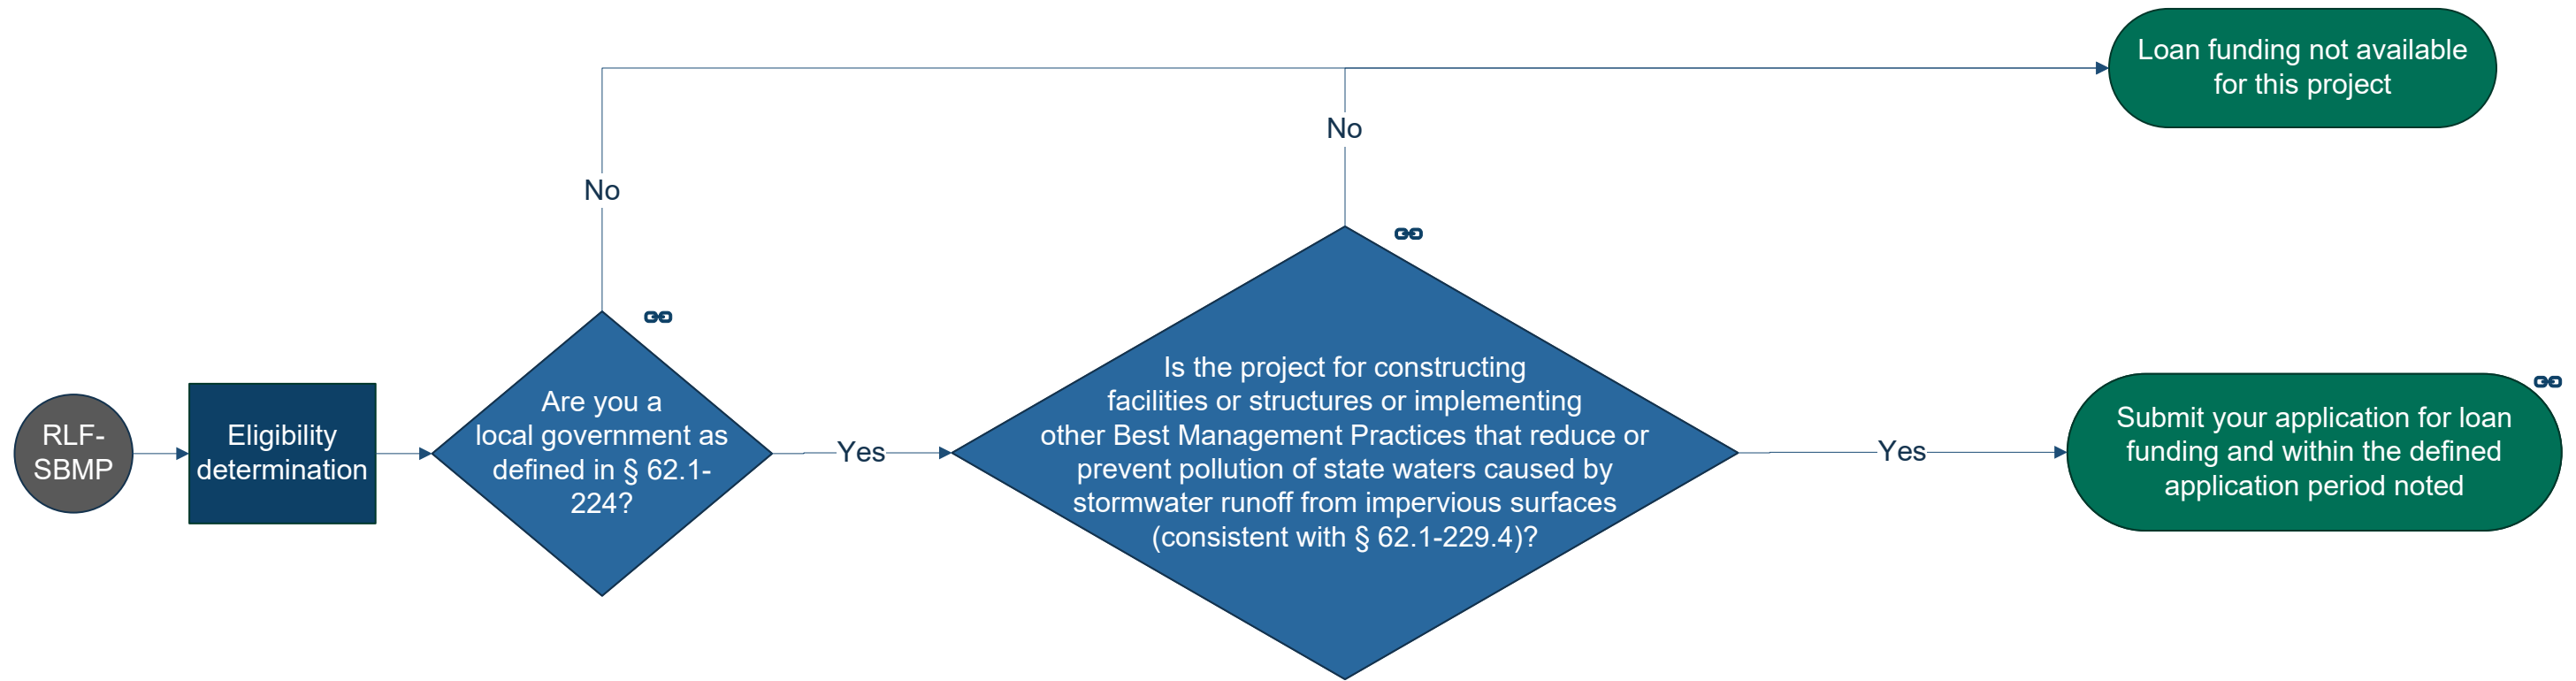 Loan funding not available
for this project
No
No
RLF-
SBMP
Eligibility
determination
Are you a
local government as
defined in § 62.1-
224?
Yes
Is the project for constructing
facilities or structures or implementing
other Best Management Practices that reduce or
prevent pollution of state waters caused by
stormwater runoff from impervious surfaces
(consistent with § 62.1-229.4)?
Yes
Submit your application for loan
funding and within the defined
application period noted